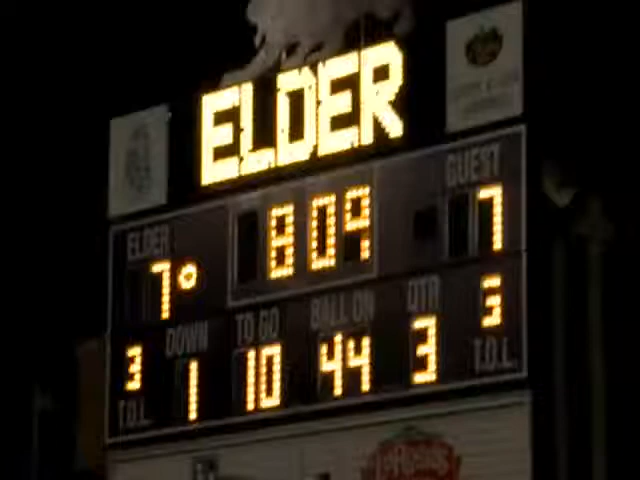 ELDER
GUEST
ELDER 8 09 7
7°
DOWN TO GO BALL ON QTR 3
3 1 10 44 3 T.O.L.
T.O.L.
LaRosa's